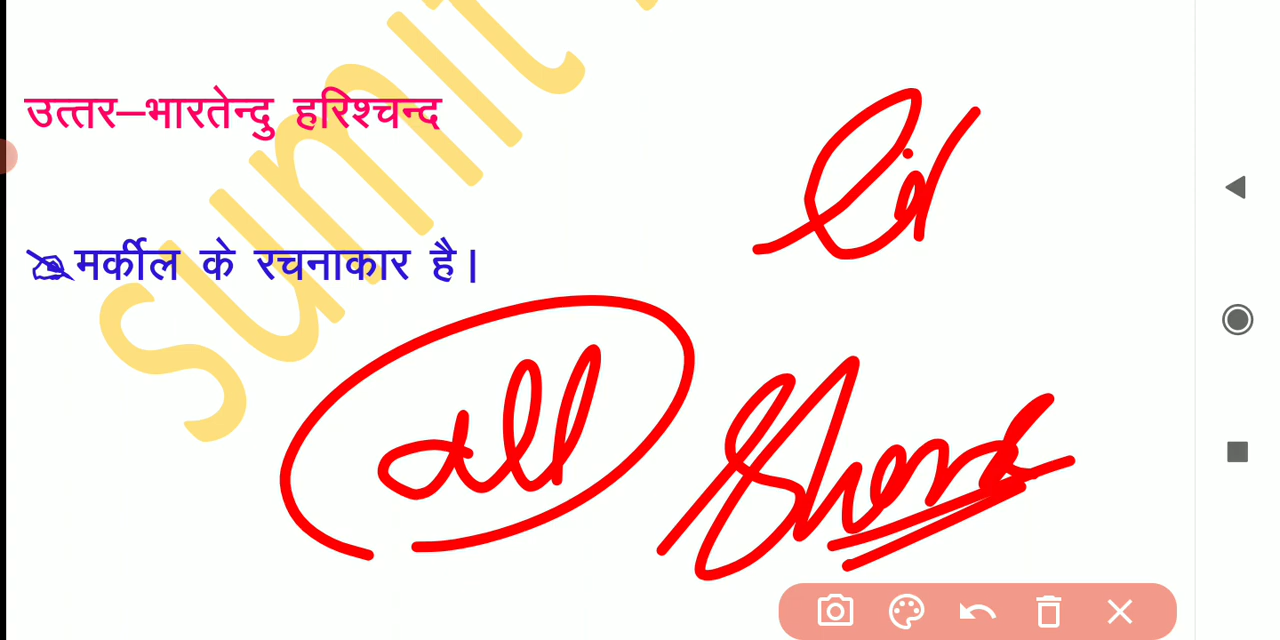 उत्तर–भारतेन्दु हरिश्चन्द
मर्कील के रचनाकार है।
sumit
all